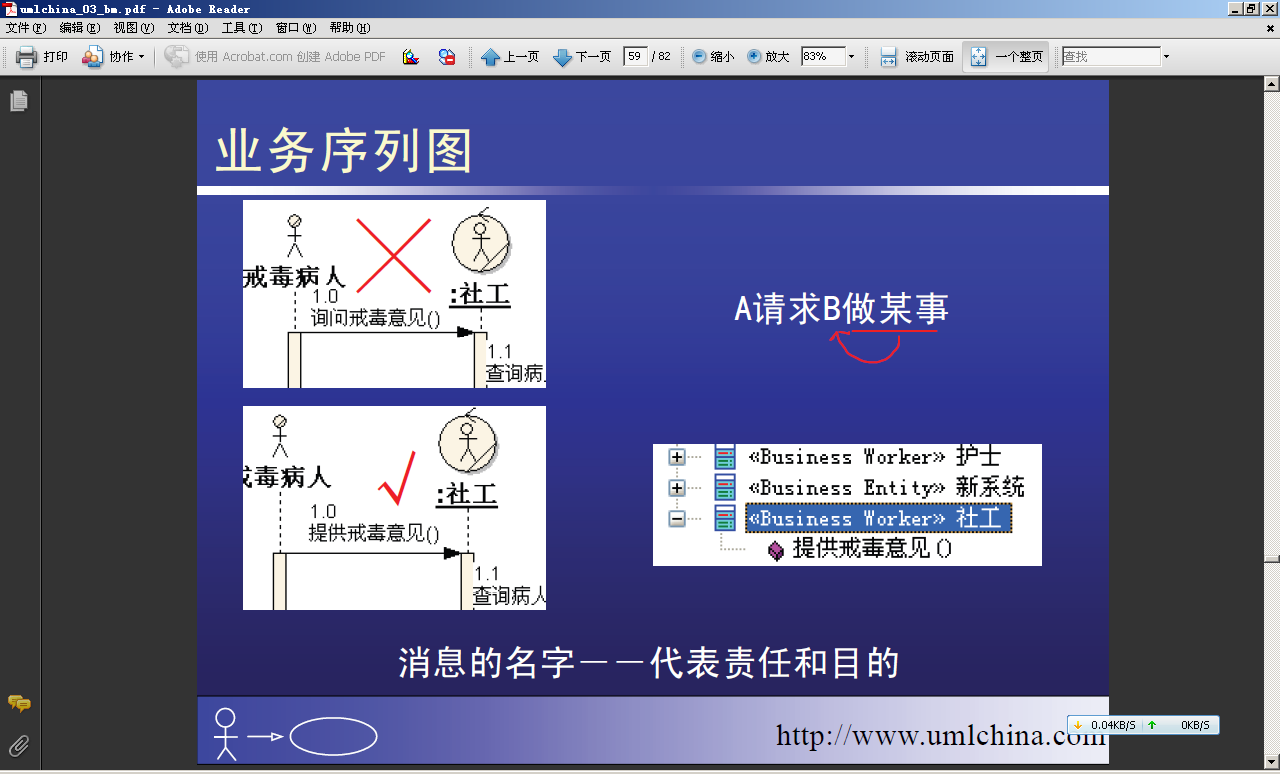 umlchina_03_bm.pdf - Adobe Reader
文件(F) 编辑(E) 视图(V) 文档(D) 工具(T) 窗口(W) 帮助(H)
打印 协作 使用 Acrobat.com 创建 Adobe PDF 上一页 下一页 59 / 82 缩小 放大 83% 滚动页面 一个整页 查找
业务序列图
戒毒病人
:社工
1.0
询问戒毒意见()
1.1
查询病人
A请求B做某事
戒毒病人
:社工
1.0
提供戒毒意见()
1.1
查询病人
«Business Worker» 护士
«Business Entity» 新系统
«Business Worker» 社工
提供戒毒意见()
消息的名字－－代表责任和目的
http://www.umlchina.com
0.04KB/S 0KB/S